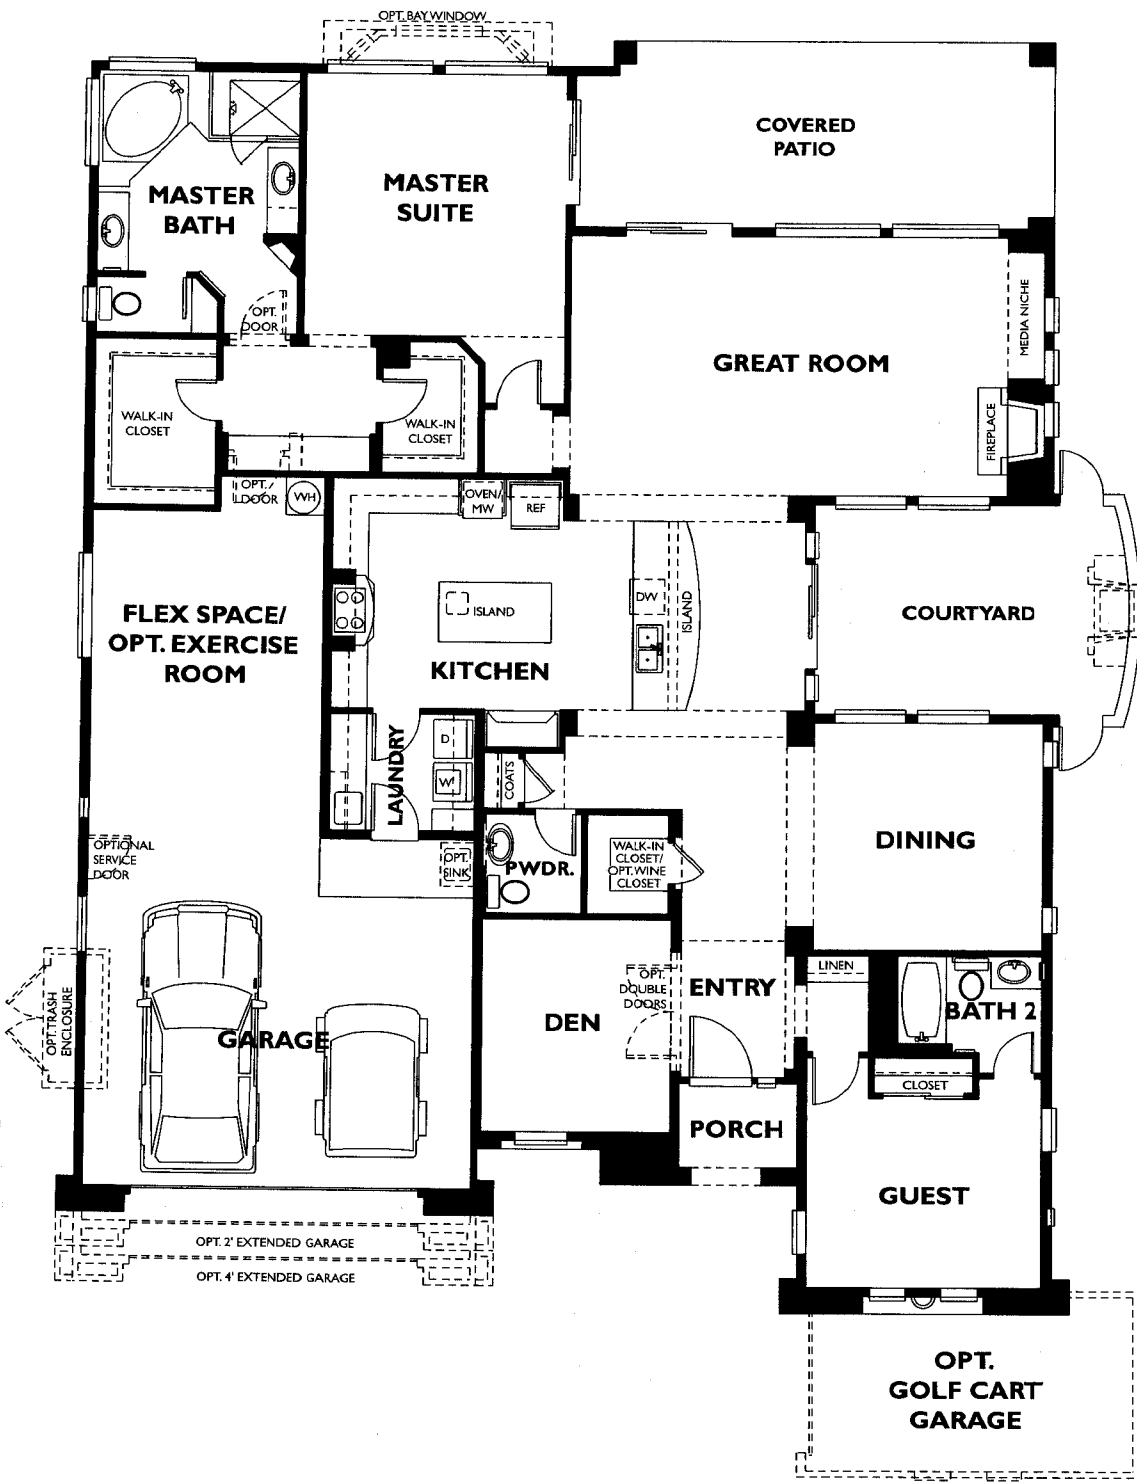 OPT. BAY WINDOW
COVERED
PATIO
MASTER
SUITE
MASTER
BATH
OPT.
DOOR
MEDIA NICHE
GREAT ROOM
WALK-IN
CLOSET
WALK-IN
CLOSET
FIREPLACE
OPT.
DOOR
WH
OVEN/
MW
REF
FLEX SPACE/
OPT. EXERCISE
ROOM
ISLAND
DW
ISLAND
COURTYARD
KITCHEN
LAUNDRY
D
W
COATS
OPTIONAL
SERVICE
DOOR
OPT.
SINK
PWDR.
WALK-IN
CLOSET/
OPT. WINE
CLOSET
DINING
OPT.
DOUBLE
DOORS
ENTRY
LINEN
BATH 2
DEN
OPT. TRASH
ENCLOSURE
GARAGE
CLOSET
PORCH
GUEST
OPT. 2' EXTENDED GARAGE
OPT. 4' EXTENDED GARAGE
OPT.
GOLF CART
GARAGE